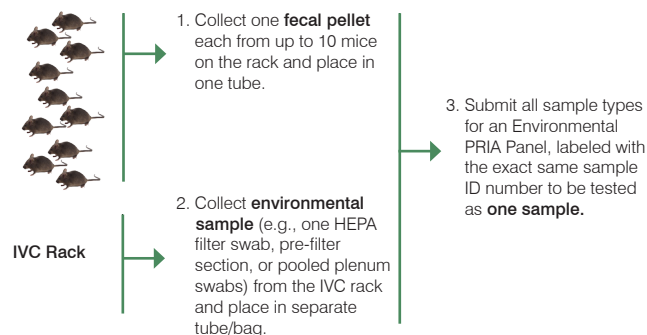 1. Collect one fecal pellet
each from up to 10 mice
on the rack and place in
one tube.
2. Collect environmental
sample (e.g., one HEPA
filter swab, pre-filter
section, or pooled plenum
swabs) from the IVC rack
and place in separate
tube/bag.
IVC Rack
3. Submit all sample types
for an Environmental
PRIA Panel, labeled with
the exact same sample
ID number to be tested
as one sample.